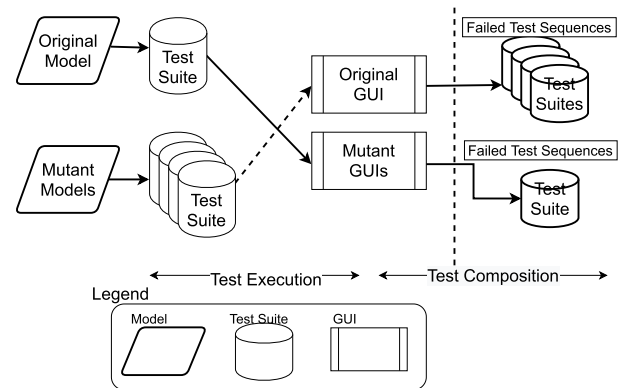 Original
Model
Test
Suite
Original
GUI
Failed Test Sequences
Test
Suites
Mutant
Models
Test
Suite
Mutant
GUIs
Failed Test Sequences
Test
Suite
Test Execution
Test Composition
Legend
Model
Test Suite
GUI